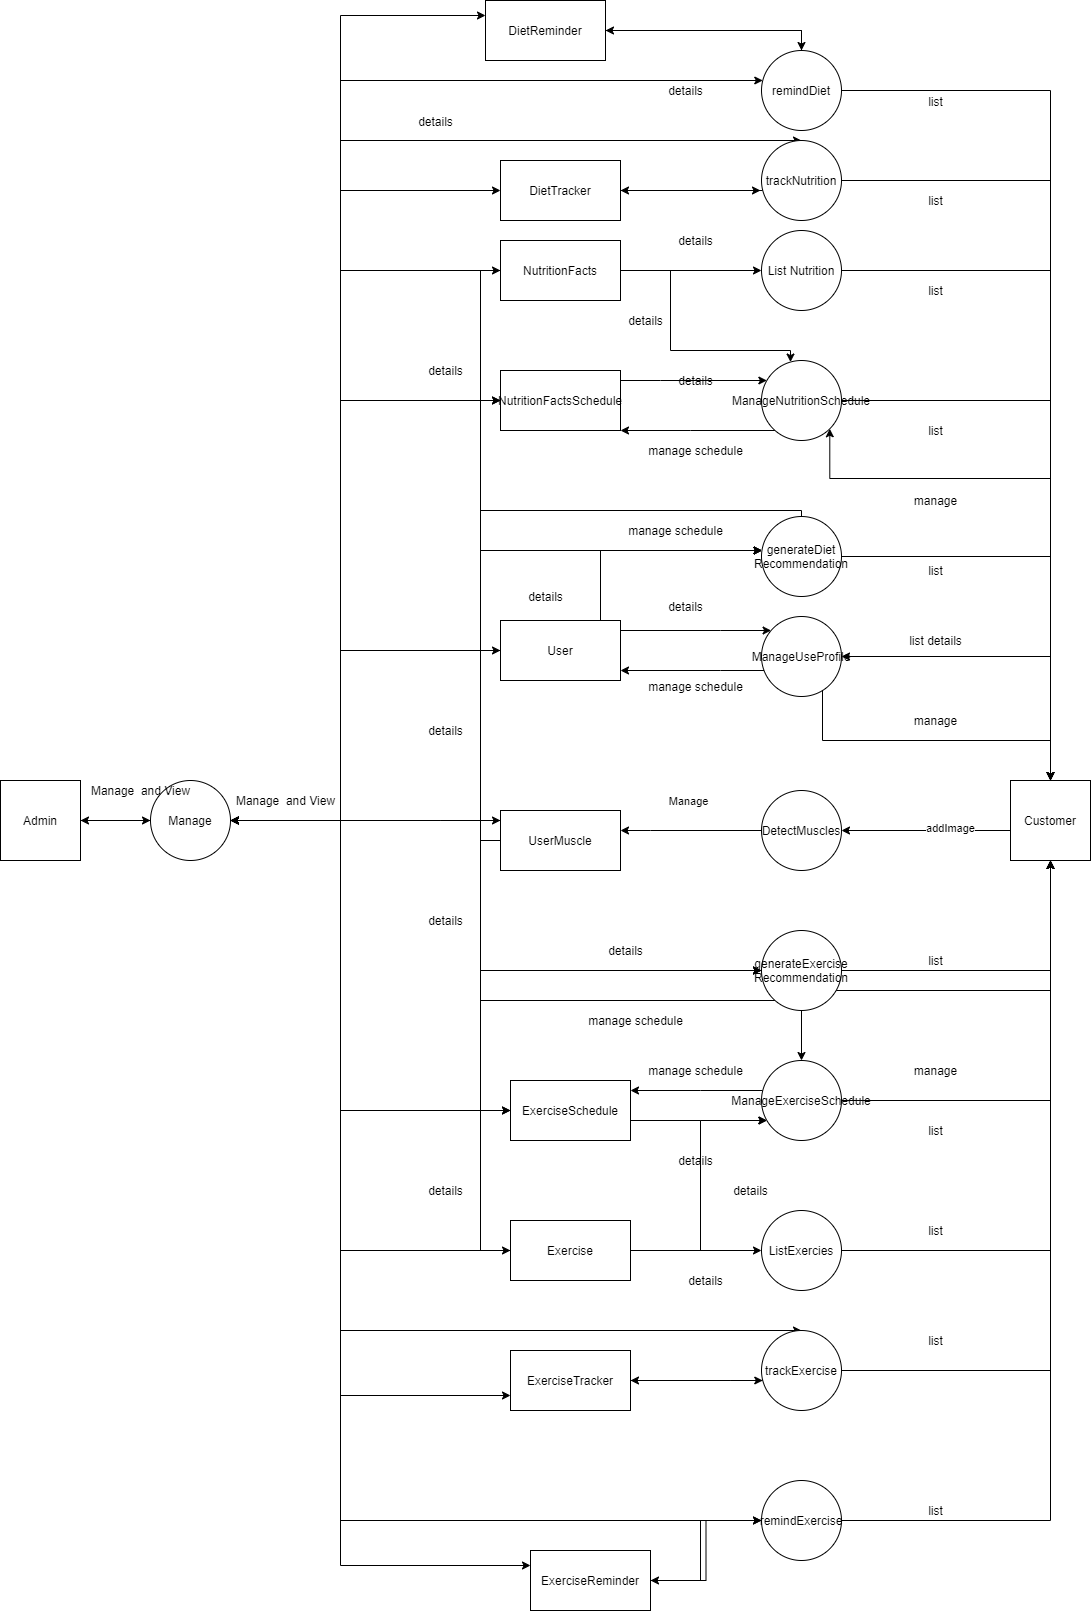 DietReminder
remindDiet
details
list
details
trackNutrition
DietTracker
list
details
NutritionFacts
List Nutrition
list
details
details
details
NutritionFactsSchedule
ManageNutritionSchedule
list
manage schedule
manage
manage schedule
generateDiet
Recommendation
list
details
details
list details
User
ManageUseProfile
manage schedule
manage
details
Manage  and View
Manage  and View
Manage
Admin
Manage
UserMuscle
DetectMuscles
addImage
Customer
details
details
generateExercise
Recommendation
list
manage schedule
manage schedule
manage
ExerciseSchedule
ManageExerciseSchedule
list
details
details
details
list
Exercise
ListExercies
details
list
trackExercise
ExerciseTracker
list
remindExercise
ExerciseReminder